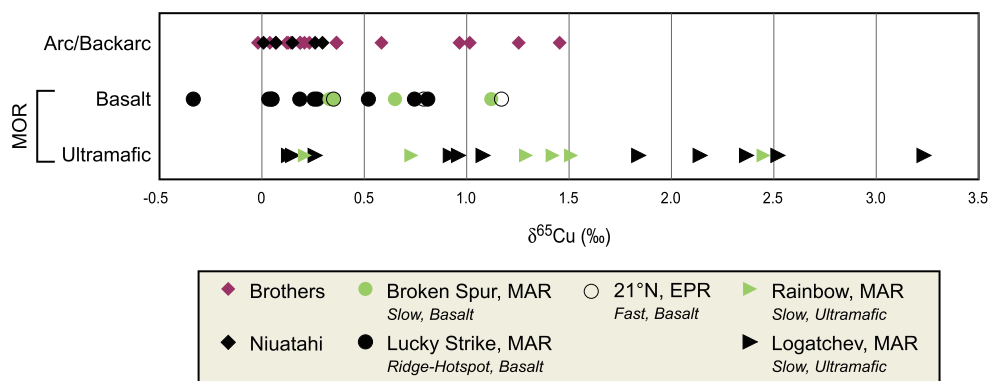 Arc/Backarc
Basalt
MOR
Ultramafic
-0.5 0 0.5 1.0 1.5 2.0 2.5 3.0 3.5
δ⁶⁵Cu (‰)
Brothers Broken Spur, MAR 21°N, EPR Rainbow, MAR
Slow, Basalt Fast, Basalt Slow, Ultramafic
Niuatahi Lucky Strike, MAR Logatchev, MAR
Ridge-Hotspot, Basalt Slow, Ultramafic